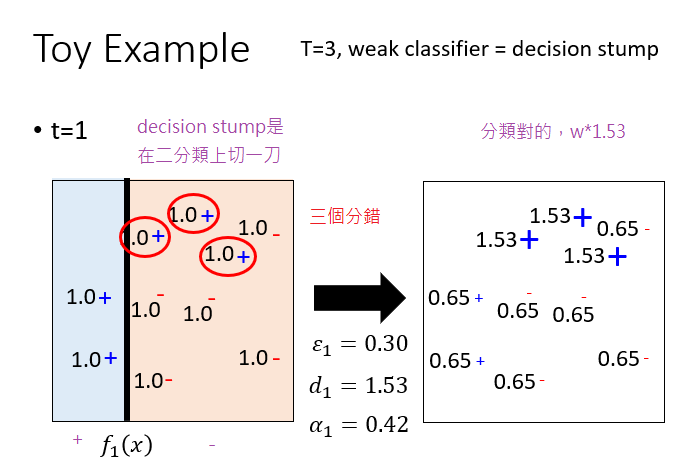 Toy Example
T=3, weak classifier = decision stump
• t=1
decision stump是
在二分類上切一刀
分類對的，w*1.53
1.0+
1.0+
1.0-
1.0+
1.0+
1.0-
1.0-
1.0+
1.0-
1.0-
+ f₁(x) -
三個分錯
ε₁ = 0.30
d₁ = 1.53
α₁ = 0.42
1.53+
1.53+
0.65-
1.53+
0.65+
0.65-
0.65-
0.65+
0.65-
0.65-